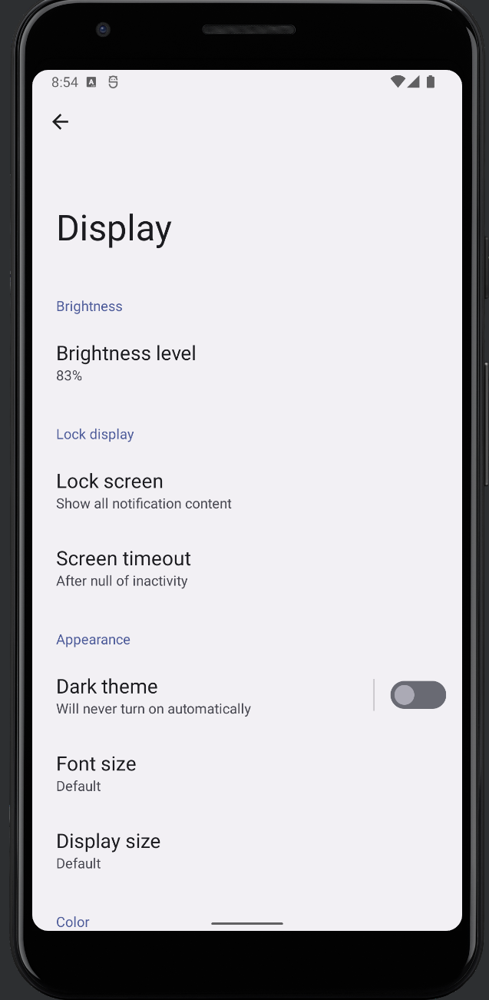 8:54
Display
Brightness
Brightness level
83%
Lock display
Lock screen
Show all notification content
Screen timeout
After null of inactivity
Appearance
Dark theme
Will never turn on automatically
Font size
Default
Display size
Default
Color